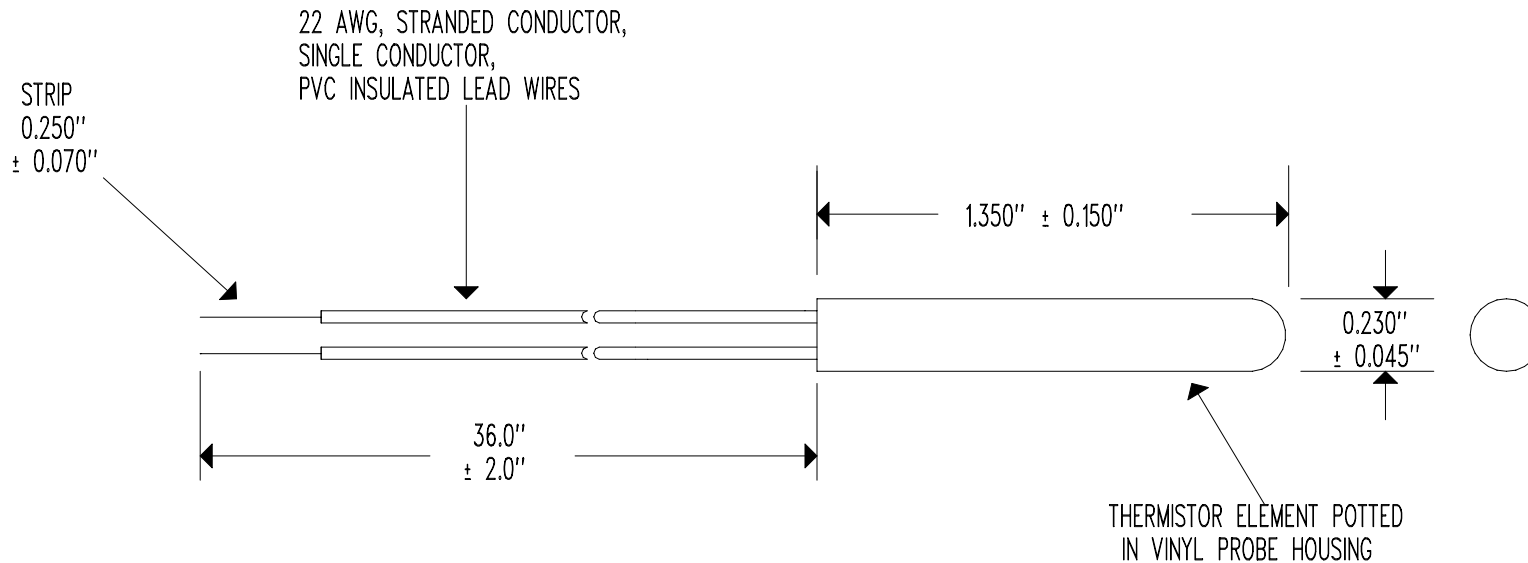 22 AWG, STRANDED CONDUCTOR,
SINGLE CONDUCTOR,
PVC INSULATED LEAD WIRES
STRIP
0.250"
± 0.070"
1.350" ± 0.150"
0.230"
± 0.045"
36.0"
± 2.0"
THERMISTOR ELEMENT POTTED
IN VINYL PROBE HOUSING